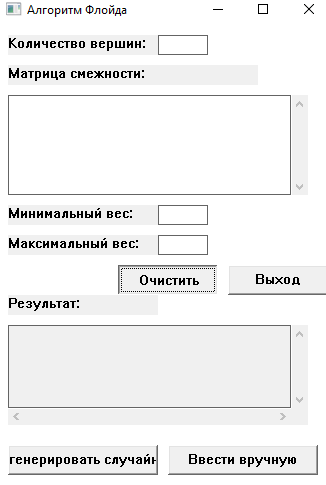 Алгоритм Флойда
Количество вершин:
Матрица смежности:
Минимальный вес:
Максимальный вес:
Очистить Выход
Результат:
генерировать случайн Ввести вручную